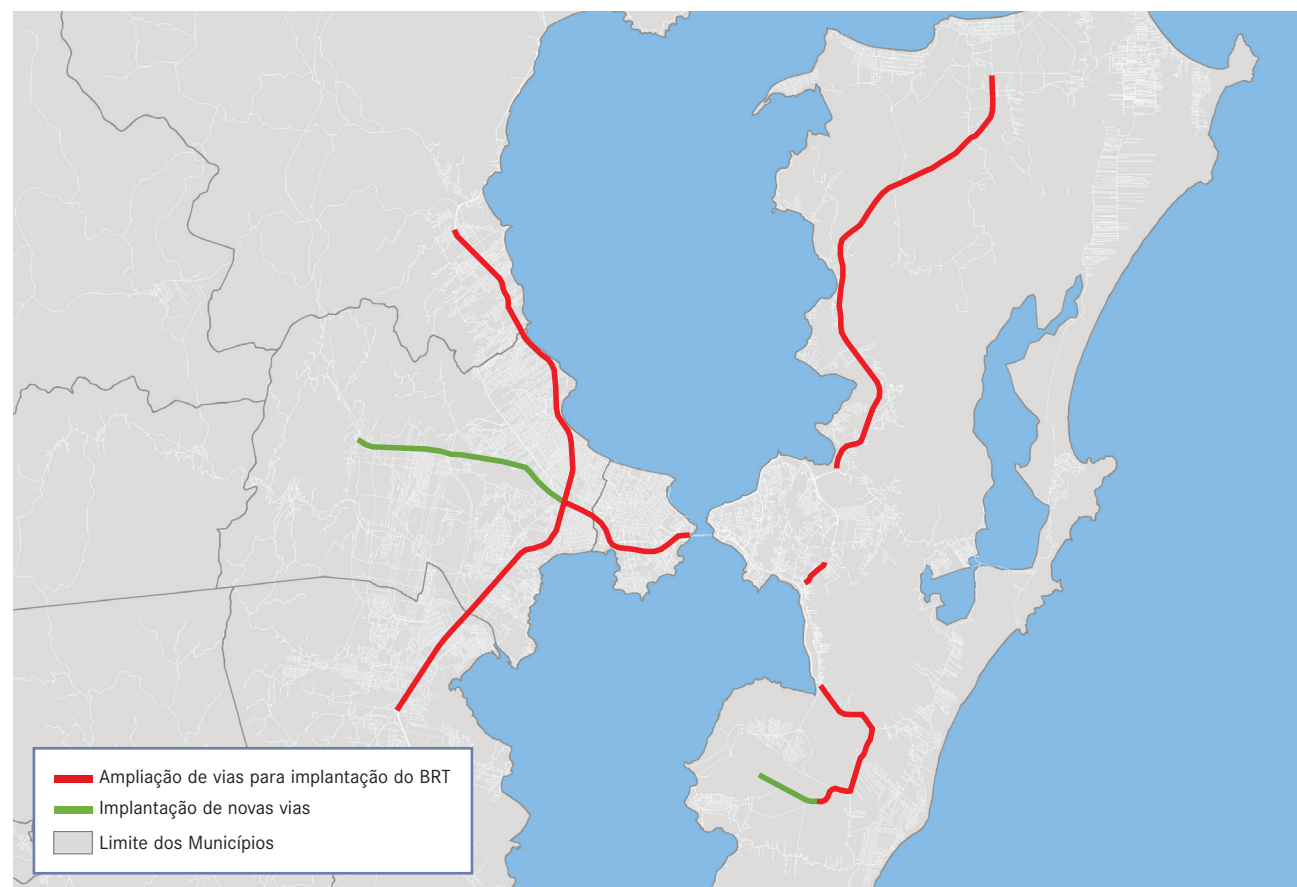 Ampliação de vias para implantação do BRT
Implantação de novas vias
Limite dos Municípios